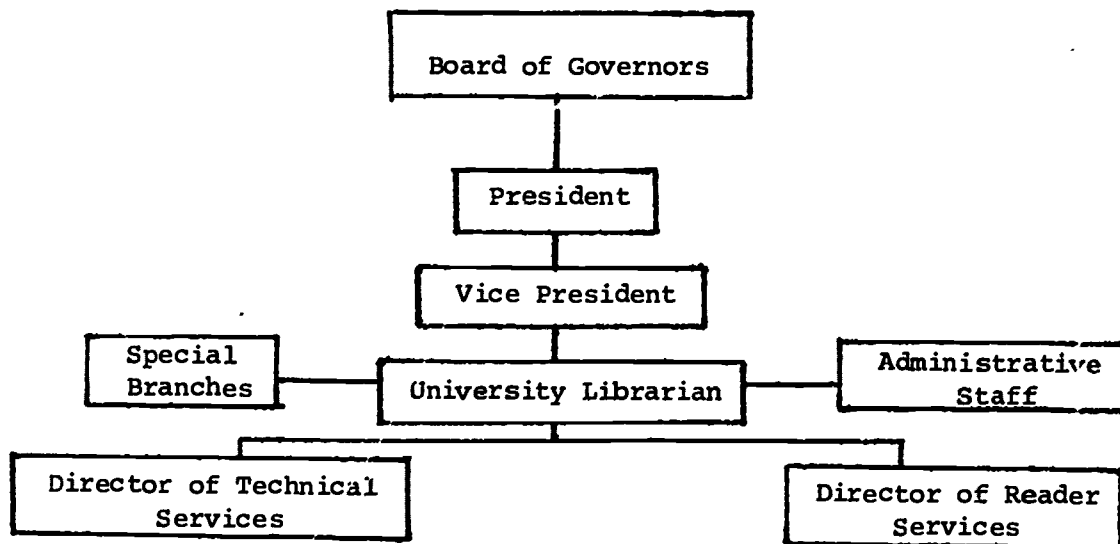 Board of Governors
President
Vice President
Special
Branches
University Librarian
Administrative
Staff
Director of Technical
Services
Director of Reader
Services